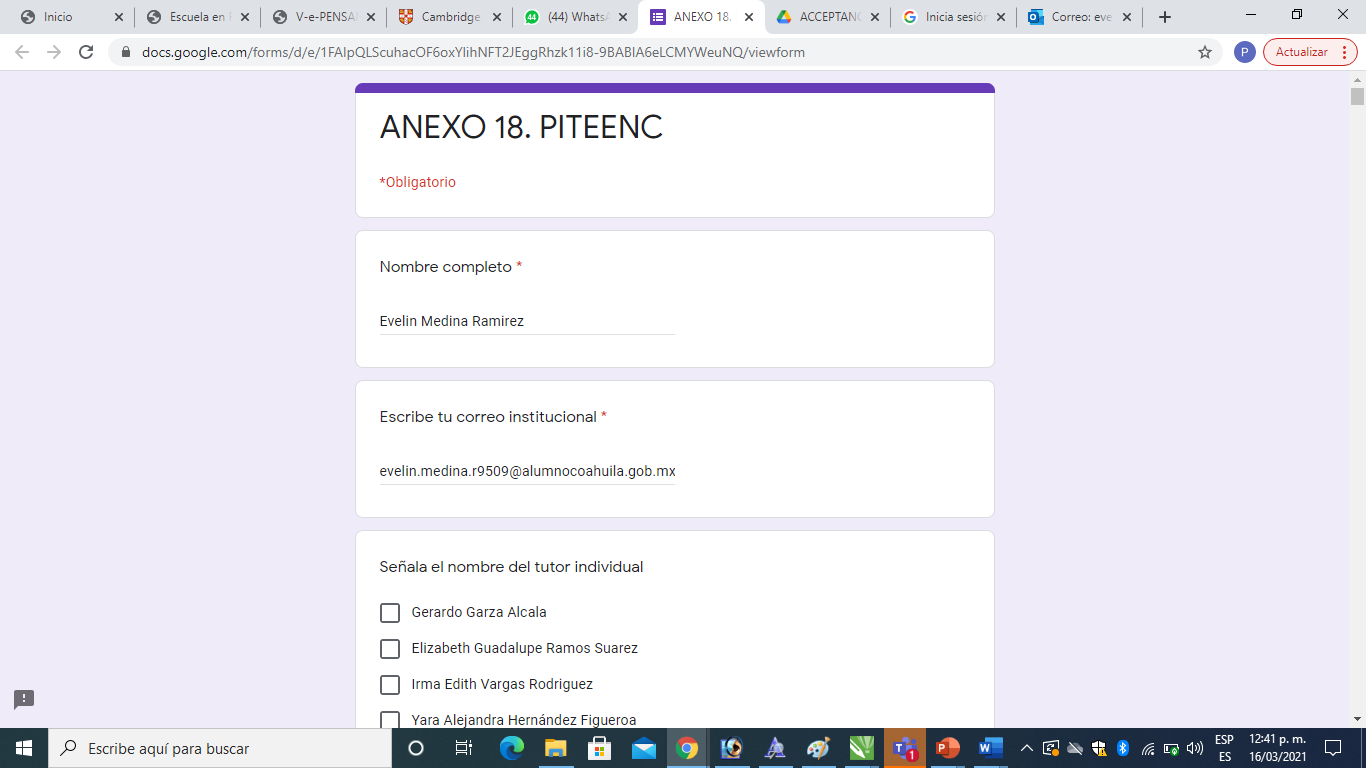 Inicio
Escuela en
V-e-PENSA
Cambridge
(44) Whats
ANEXO 18.
ACCEPTANC
Inicia sesión
Correo: eve
docs.google.com/forms/d/e/1FAIpQLScuhacOF6oxYlihNFT2JEggRhzk11i8-9BABIA6eLCMYWeuNQ/viewform
P
Actualizar
ANEXO 18. PITEENC
*Obligatorio
Nombre completo *
Evelin Medina Ramirez
Escribe tu correo institucional *
evelin.medina.r9509@alumnocoahuila.gob.mx
Señala el nombre del tutor individual
Gerardo Garza Alcala
Elizabeth Guadalupe Ramos Suarez
Irma Edith Vargas Rodriguez
Yara Alejandra Hernández Figueroa
Escribe aquí para buscar
1
ESP
ES
12:41 p. m.
16/03/2021